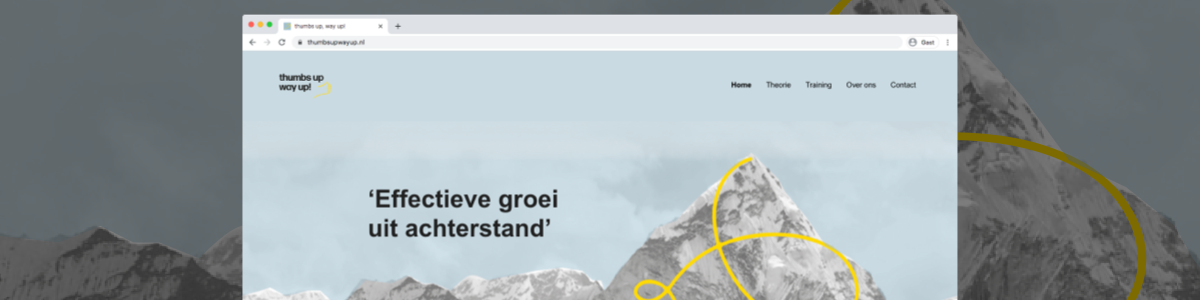 thumbs up, way up!
thumbsupwayup.nl
Gast
thumbs up
way up!
Home Theorie Training Over ons Contact
‘Effectieve groei
uit achterstand’